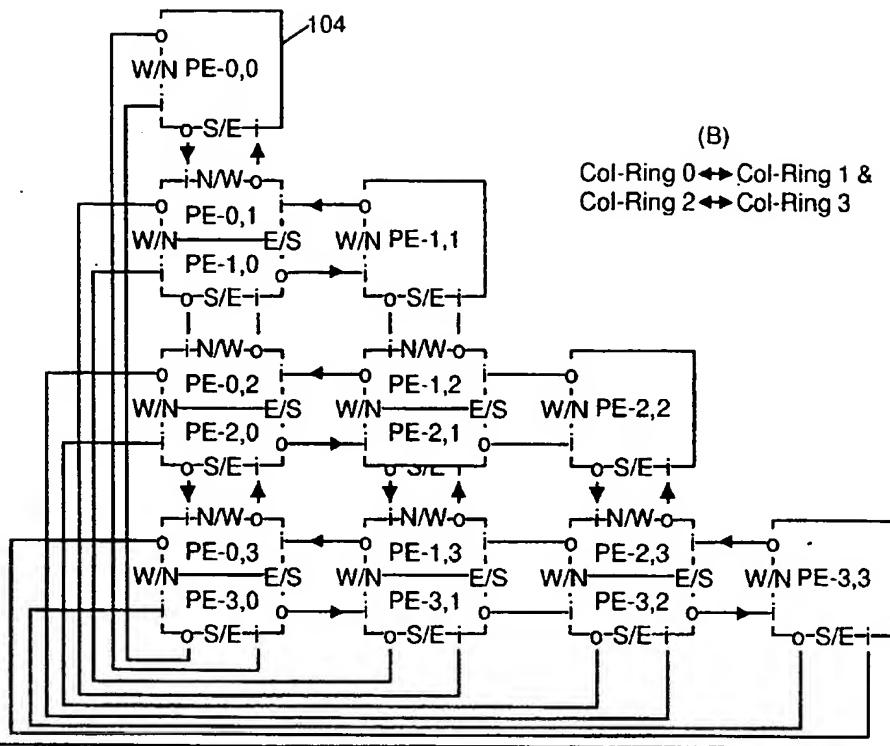 104
o
W/N PE-0,0
i
o S/E i
(B)
Col-Ring 0 ↔ Col-Ring 1 &
Col-Ring 2 ↔ Col-Ring 3
i N/W o
o PE-0,1 i o
W/N E/S W/N PE-1,1
i PE-1,0 o i
o S/E i o S/E i
i N/W o i N/W o
o PE-0,2 i o PE-1,2 i o
W/N E/S W/N E/S W/N PE-2,2
i PE-2,0 o i PE-2,1 o i
o S/E i o S/E i o S/E i
i N/W o i N/W o i N/W o
o PE-0,3 i o PE-1,3 i o PE-2,3 i o
W/N E/S W/N E/S W/N E/S W/N PE-3,3
i PE-3,0 o i PE-3,1 o i PE-3,2 o i
o S/E i o S/E i o S/E i o S/E i